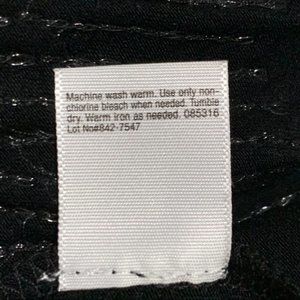 Machine wash warm. Use only non-
chlorine bleach when needed. Tumble
dry. Warm iron as needed. 085316
Lot No#842-7547